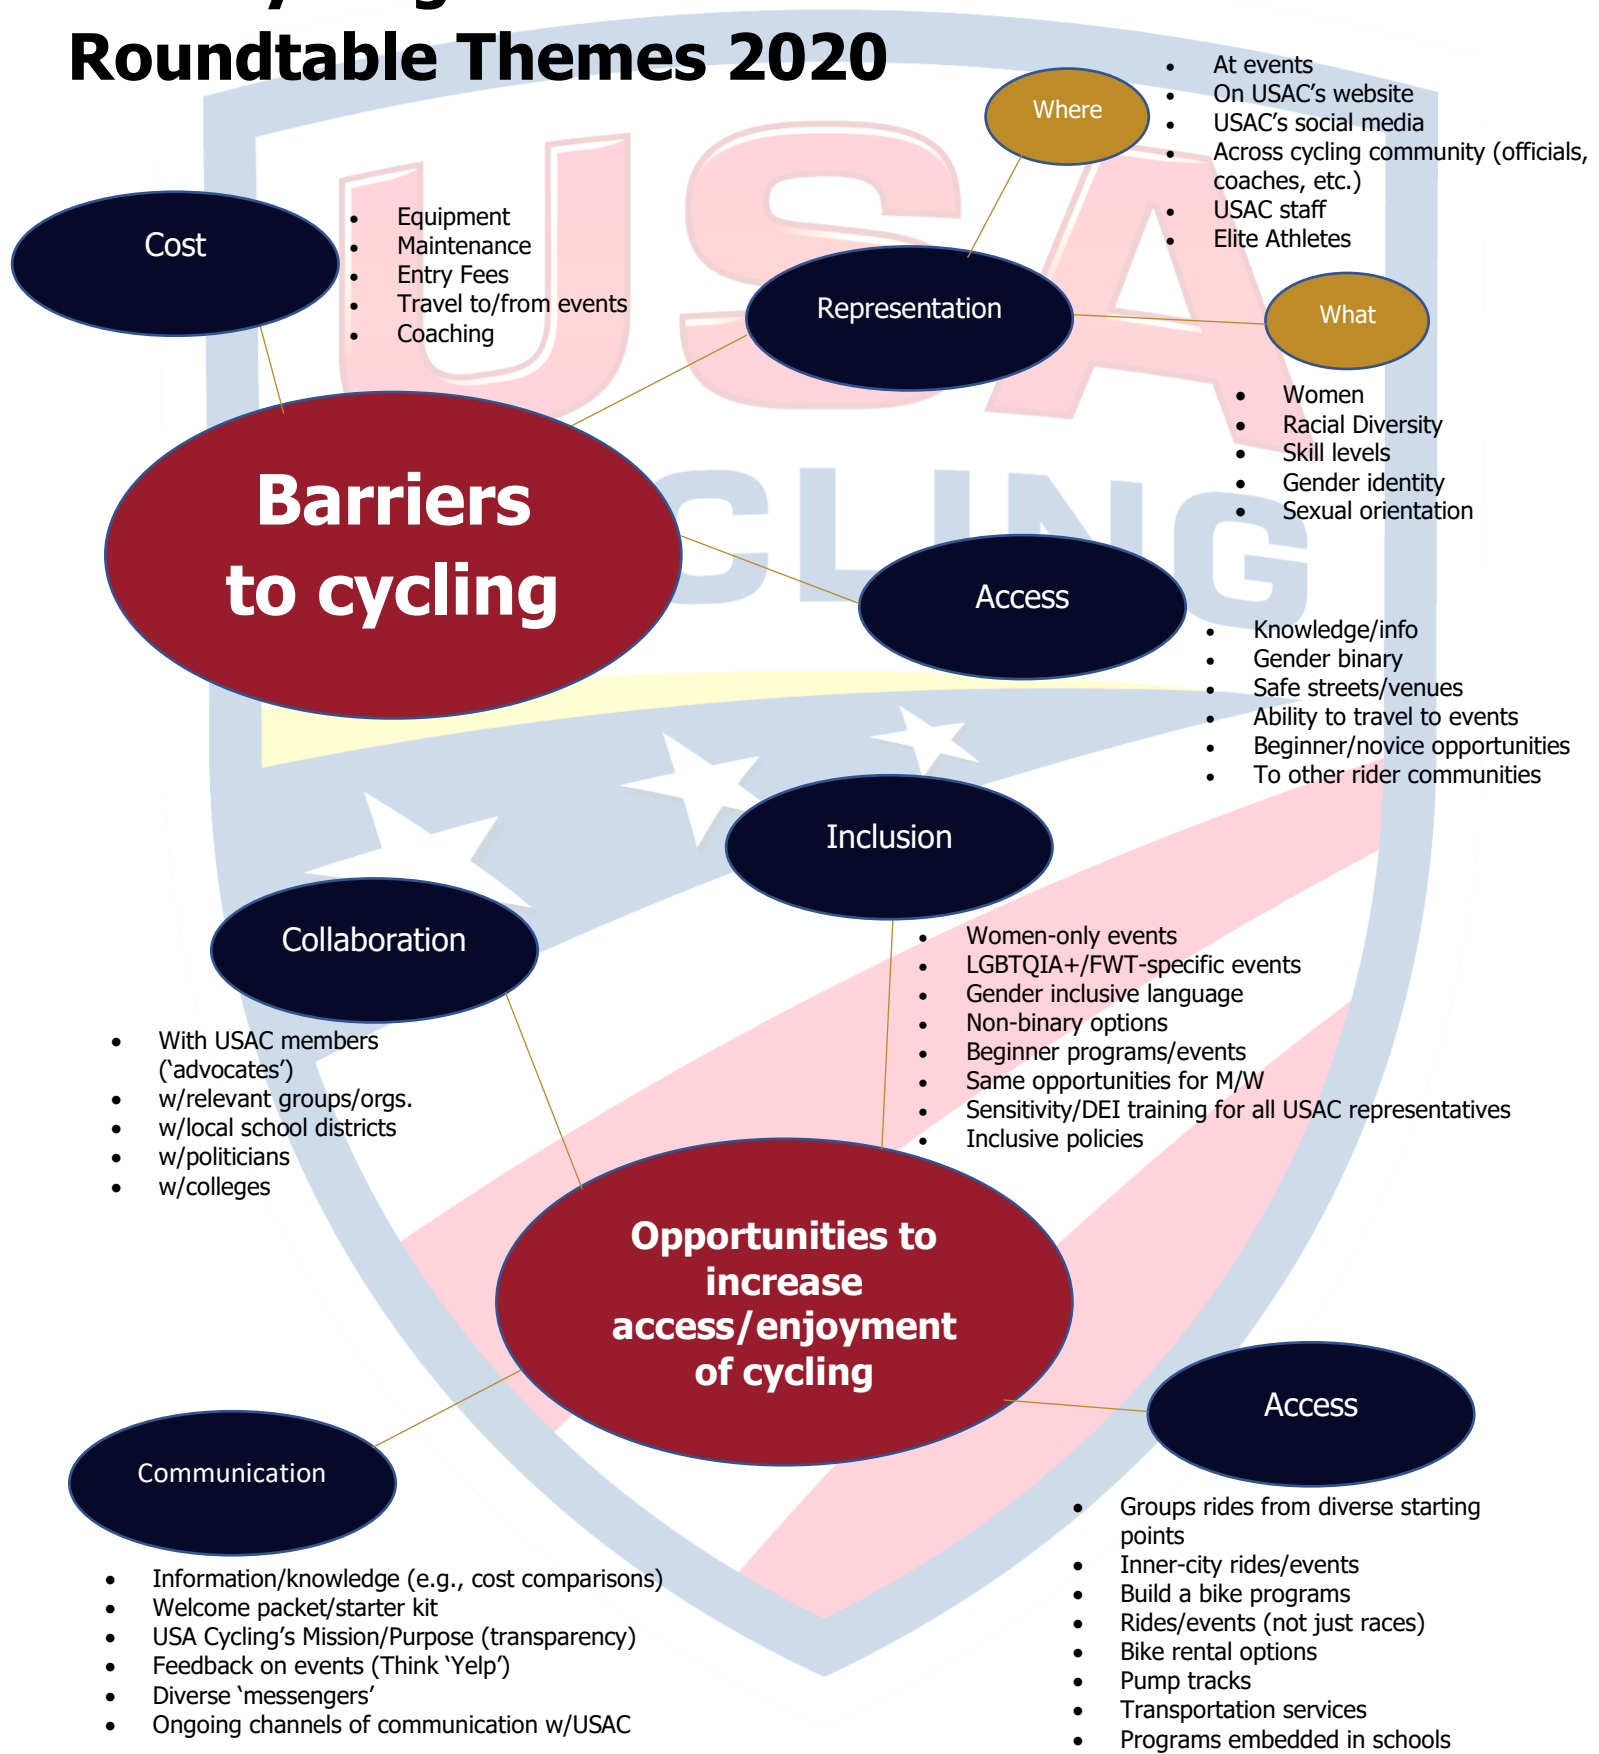 Roundtable Themes 2020
Where
At events
On USAC's website
USAC's social media
Across cycling community (officials,
coaches, etc.)
USAC staff
Elite Athletes
Cost
Equipment
Maintenance
Entry Fees
Travel to/from events
Coaching
Representation
What
Women
Racial Diversity
Skill levels
Gender identity
Sexual orientation
USA
CLING
Barriers
to cycling
Access
Knowledge/info
Gender binary
Safe streets/venues
Ability to travel to events
Beginner/novice opportunities
To other rider communities
Inclusion
Women-only events
LGBTQIA+/FWT-specific events
Gender inclusive language
Non-binary options
Beginner programs/events
Same opportunities for M/W
Sensitivity/DEI training for all USAC representatives
Inclusive policies
Collaboration
With USAC members
('advocates')
w/relevant groups/orgs.
w/local school districts
w/politicians
w/colleges
Opportunities to
increase
access/enjoyment
of cycling
Communication
Information/knowledge (e.g., cost comparisons)
Welcome packet/starter kit
USA Cycling's Mission/Purpose (transparency)
Feedback on events (Think ‘Yelp’)
Diverse ‘messengers’
Ongoing channels of communication w/USAC
Access
Groups rides from diverse starting
points
Inner-city rides/events
Build a bike programs
Rides/events (not just races)
Bike rental options
Pump tracks
Transportation services
Programs embedded in schools